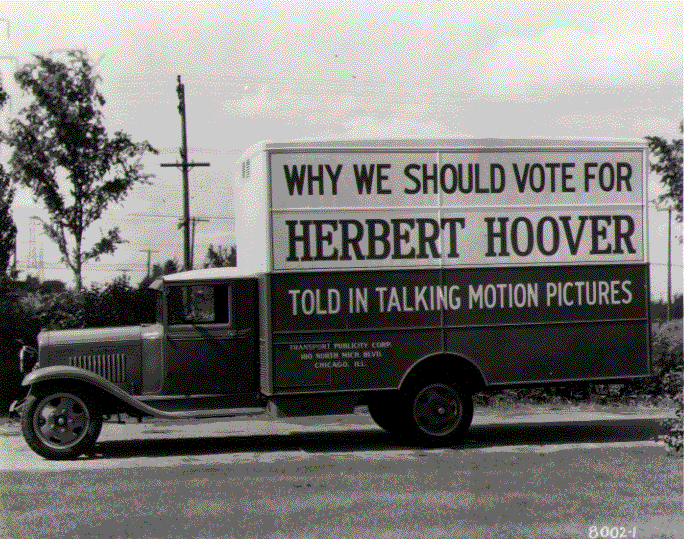 WHY WE SHOULD VOTE FOR
HERBERT HOOVER
TOLD IN TALKING MOTION PICTURES
TRANSPORT PUBLICITY CORP.
180 NORTH MICH. BLVD.
CHICAGO, ILL.
8002-1